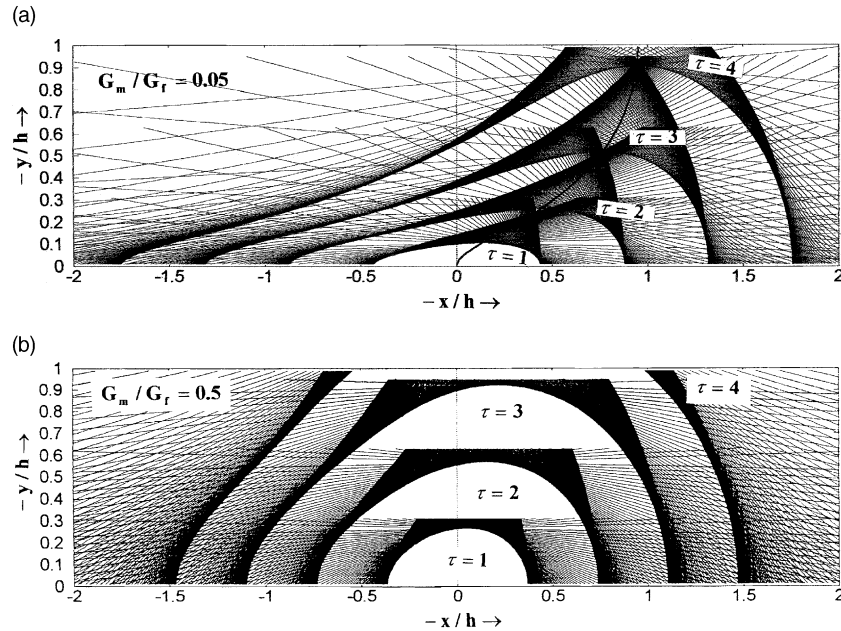 (a)
1
0.9
0.8
0.7
0.6
0.5
0.4
0.3
0.2
0.1
0
− y / h →
G_m / G_f = 0.05
τ = 4
τ = 3
τ = 2
τ = 1
-2 -1.5 -1 -0.5 0 0.5 1 1.5 2
− x / h →
(b)
1
0.9
0.8
0.7
0.6
0.5
0.4
0.3
0.2
0.1
0
− y / h →
G_m / G_f = 0.5
τ = 4
τ = 3
τ = 2
τ = 1
-2 -1.5 -1 -0.5 0 0.5 1 1.5 2
− x / h →